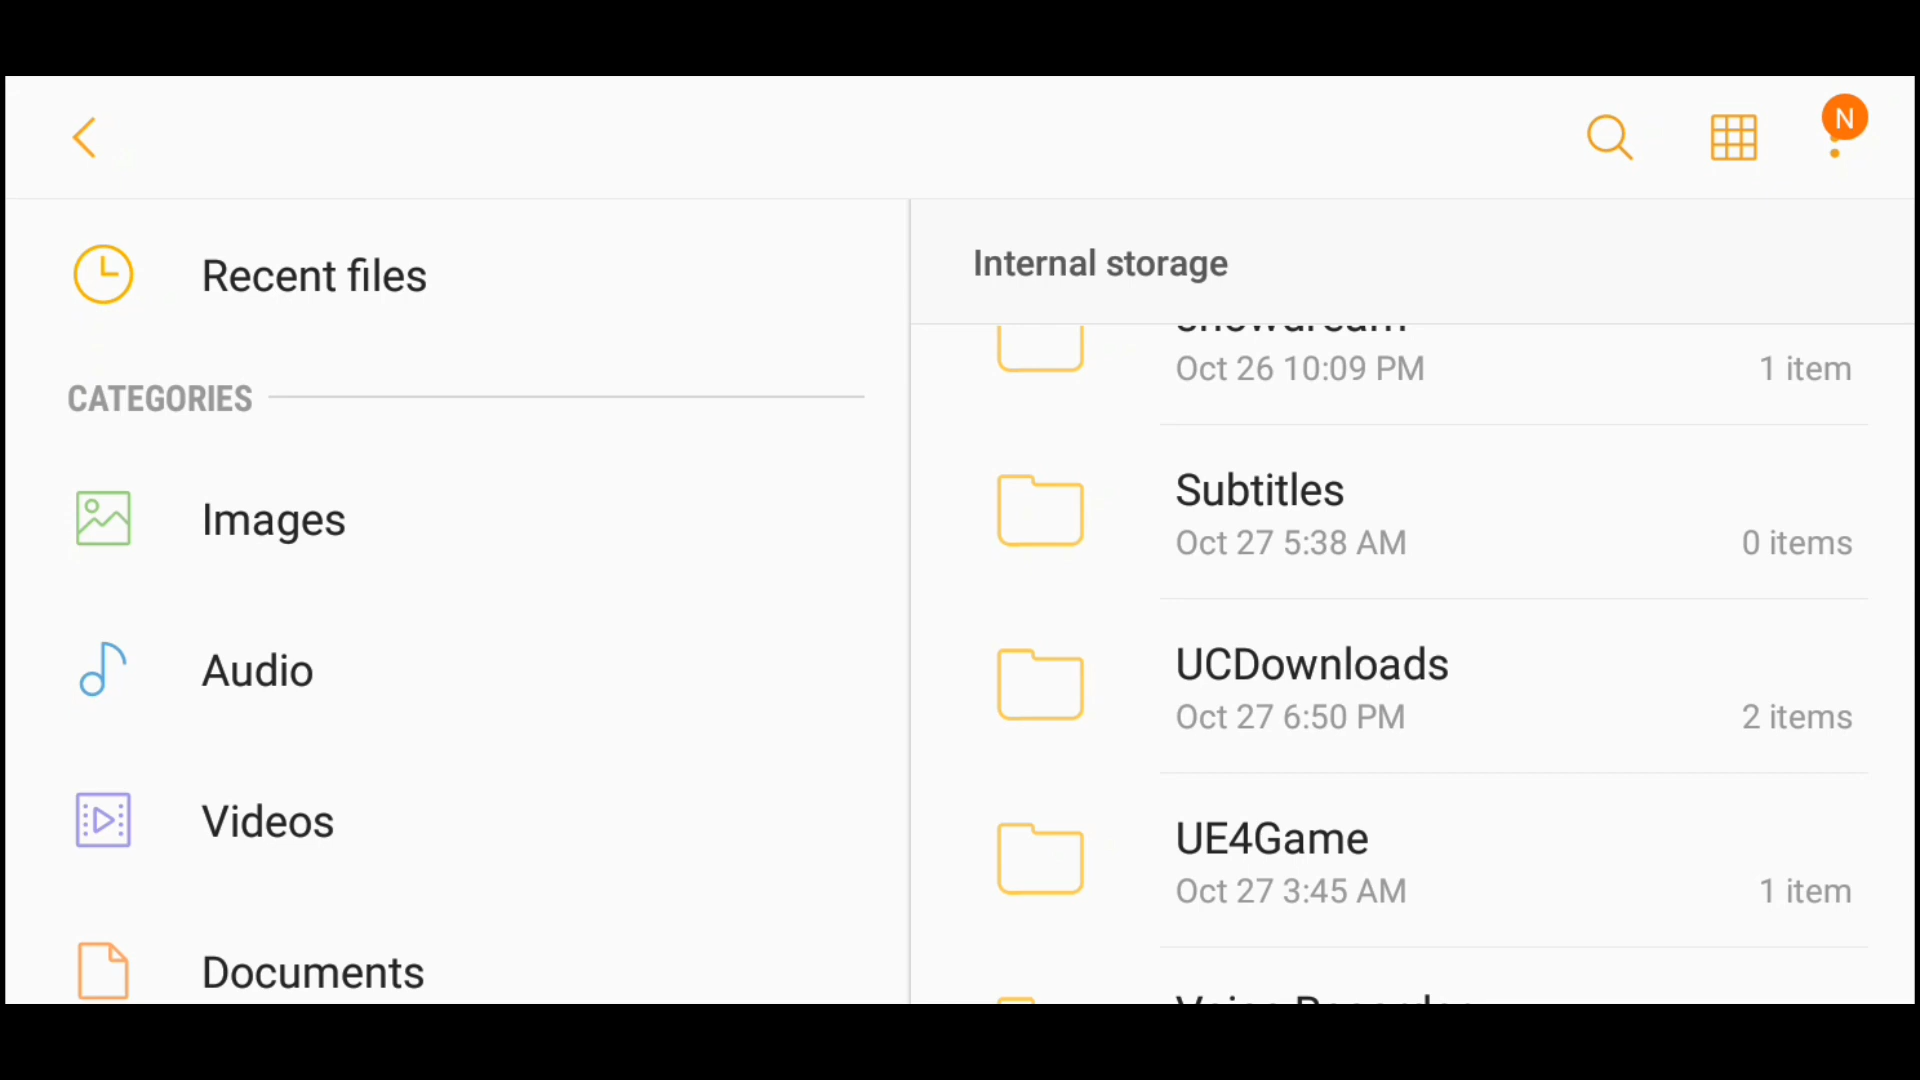 N
Recent files
CATEGORIES
Images
Audio
Videos
Documents
Internal storage
Oct 26 10:09 PM
1 item
Subtitles
Oct 27 5:38 AM
0 items
UCDownloads
Oct 27 6:50 PM
2 items
UE4Game
Oct 27 3:45 AM
1 item